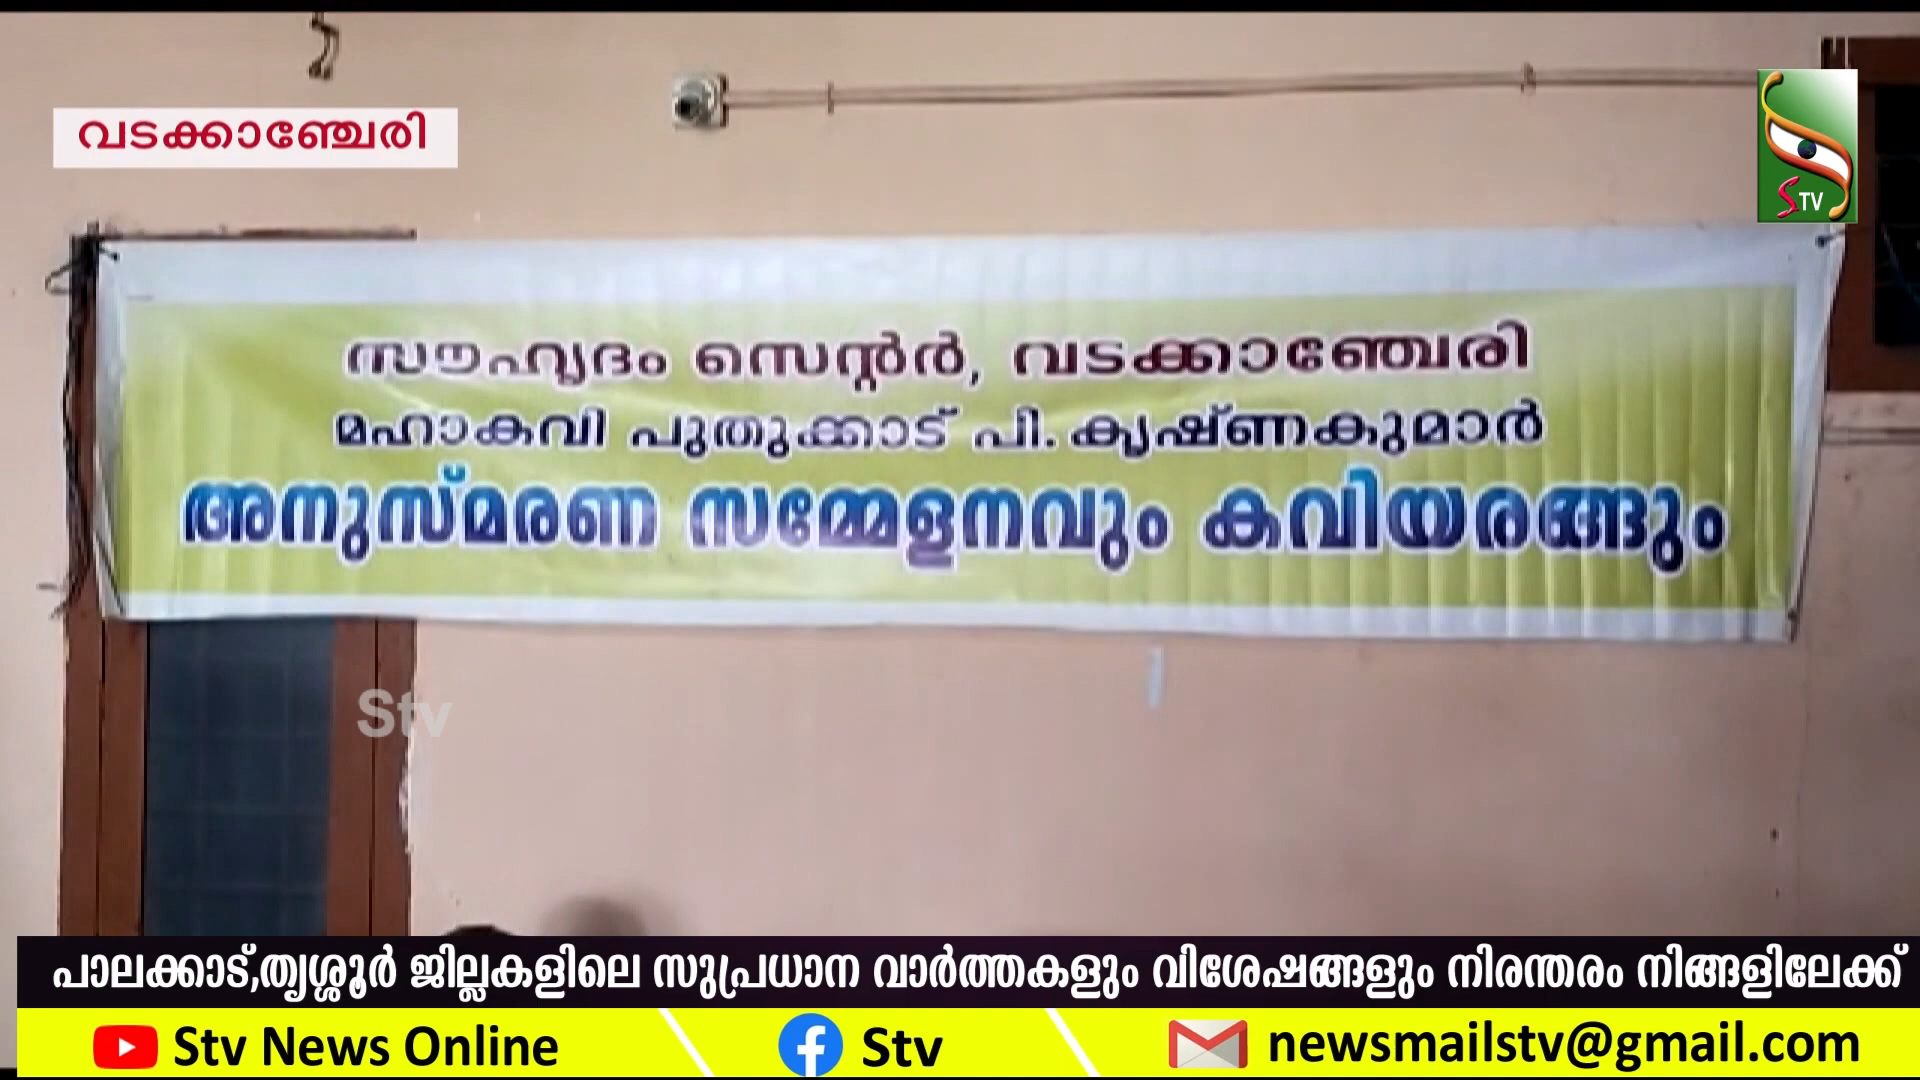 വടക്കാഞ്ചേരി
STV
സൗഹൃദം സെന്റർ, വടക്കാഞ്ചേരി
മഹാകവി പുതുക്കാട് പി. കൃഷ്ണകുമാർ
അനുസ്മരണ സമ്മേളനവും കവിയരങ്ങും
Stv
പാലക്കാട്,തൃശ്ശൂർ ജില്ലകളിലെ സുപ്രധാന വാർത്തകളും വിശേഷങ്ങളും നിരന്തരം നിങ്ങളിലേക്ക്
Stv News Online Stv newsmailstv@gmail.com